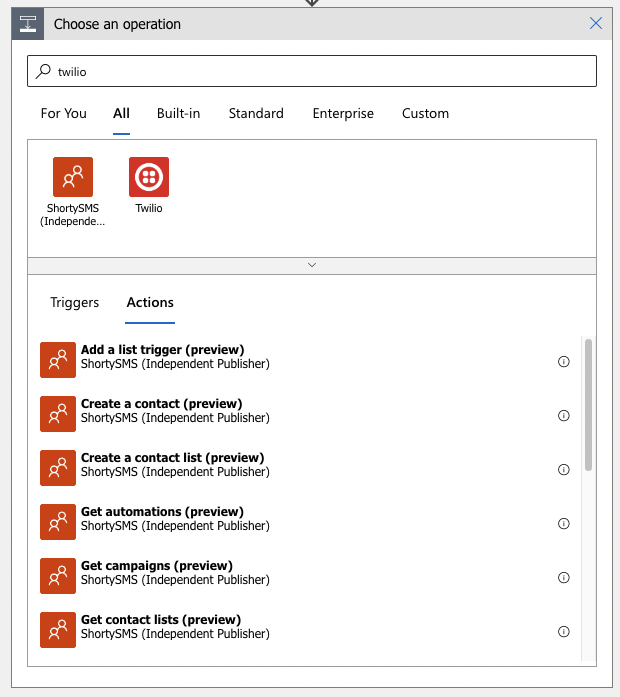 Choose an operation
twilio
For You All Built-in Standard Enterprise Custom
ShortySMS
(Independe...
Twilio
Triggers Actions
Add a list trigger (preview)
ShortySMS (Independent Publisher)
Create a contact (preview)
ShortySMS (Independent Publisher)
Create a contact list (preview)
ShortySMS (Independent Publisher)
Get automations (preview)
ShortySMS (Independent Publisher)
Get campaigns (preview)
ShortySMS (Independent Publisher)
Get contact lists (preview)
ShortySMS (Independent Publisher)